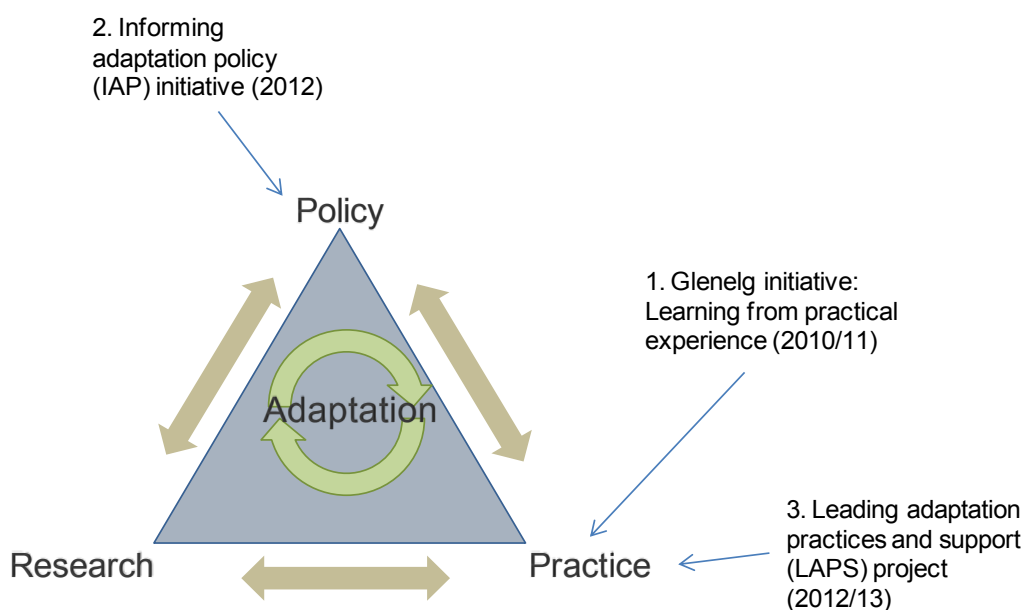 2. Informing
adaptation policy
(IAP) initiative (2012)
Policy
1. Glenelg initiative:
Learning from practical
experience (2010/11)
Adaptation
3. Leading adaptation
practices and support
(LAPS) project
(2012/13)
Research
Practice